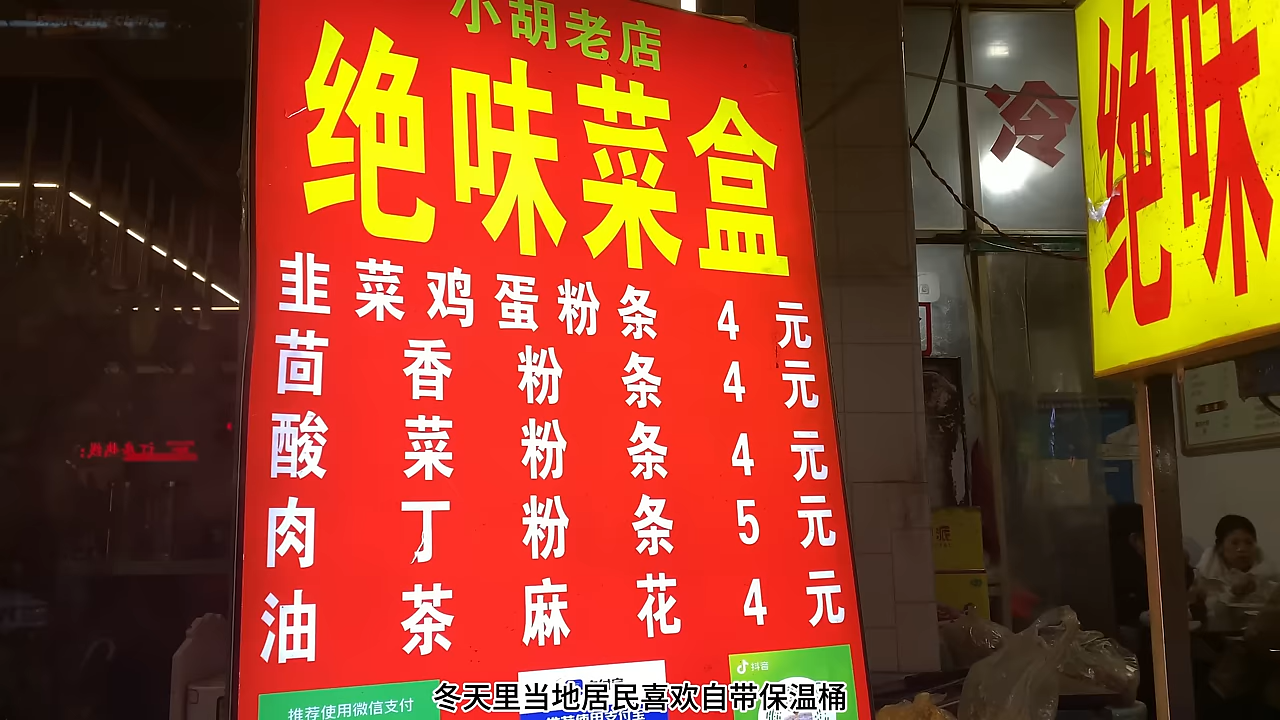 小胡老店
绝味菜盒
韭菜鸡蛋粉条 4元
茴香粉条 4元
酸菜粉条 4元
肉丁粉条 5元
油茶麻花 4元
推荐使用微信支付
抖音
冷
绝味
冬天里当地居民喜欢自带保温桶